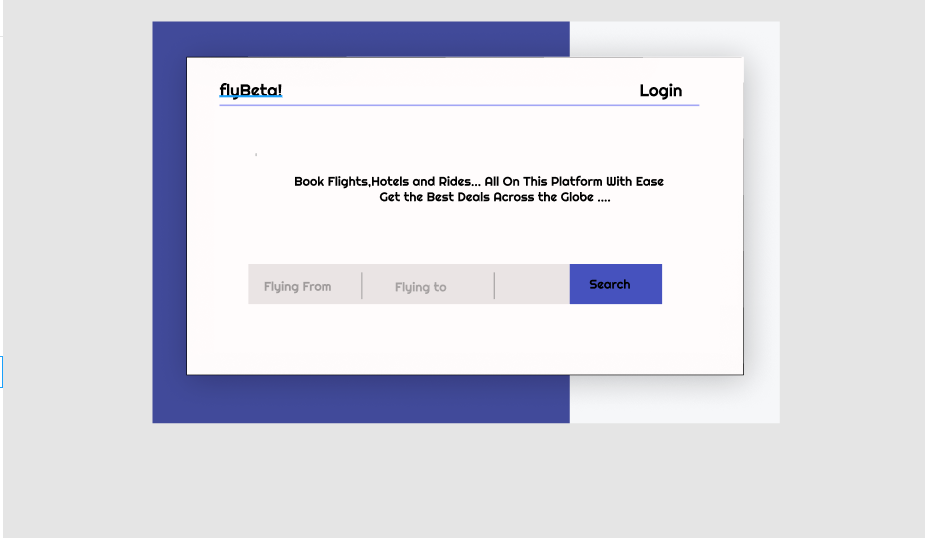 flyBeta!
Login
Book Flights,Hotels and Rides... All On This Platform With Ease
Get the Best Deals Across the Globe ....
Flying From
Flying to
Search